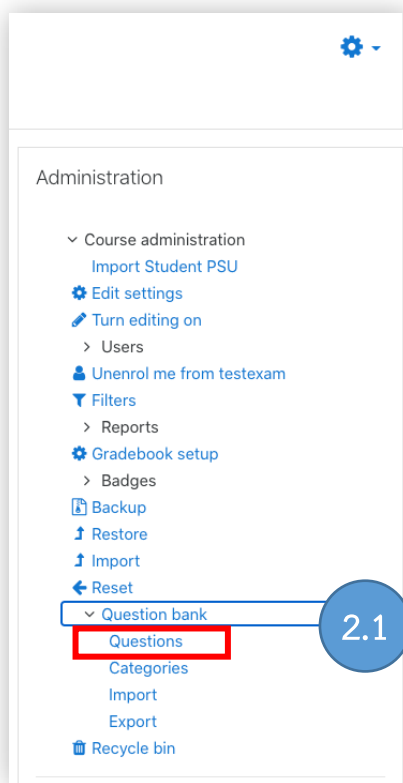 Administration
Course administration
Import Student PSU
Edit settings
Turn editing on
Users
Unenrol me from testexam
Filters
Reports
Gradebook setup
Badges
Backup
Restore
Import
Reset
Question bank
2.1
Questions
Categories
Import
Export
Recycle bin